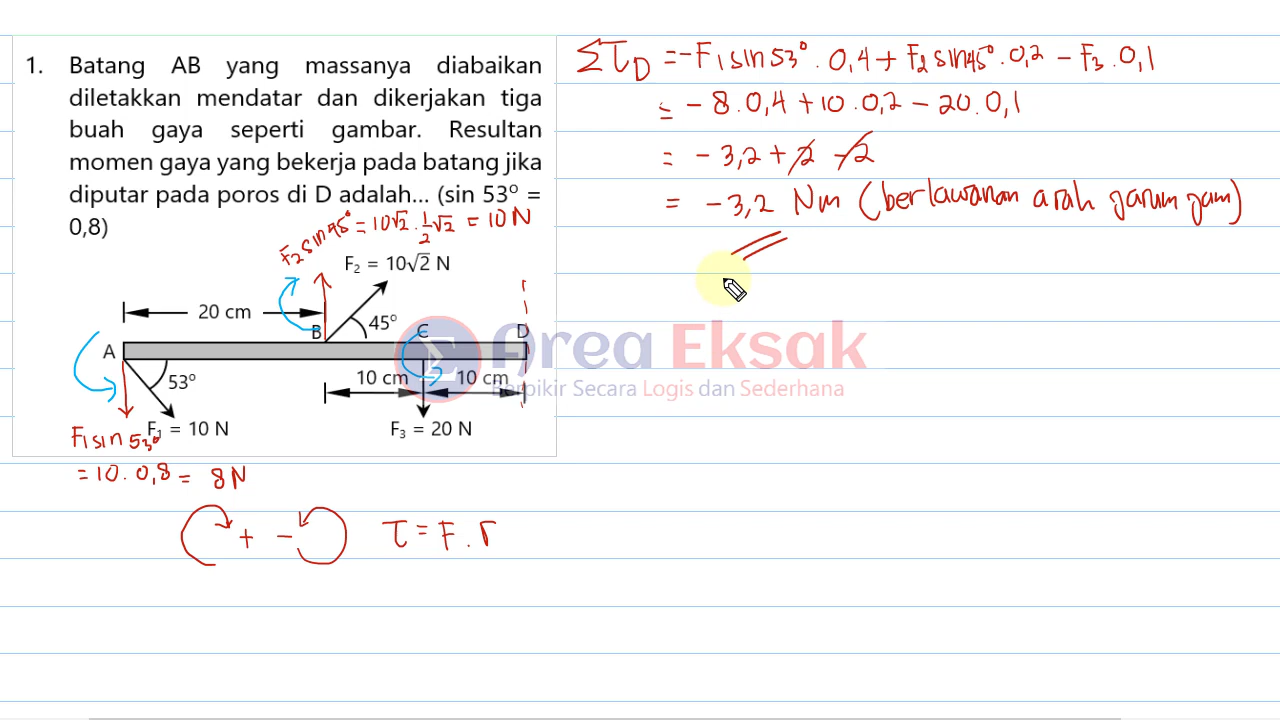 1. Batang AB yang massanya diabaikan
diletakkan mendatar dan dikerjakan tiga
buah gaya seperti gambar. Resultan
momen gaya yang bekerja pada batang jika
diputar pada poros di D adalah... (sin 53° =
0,8)
F₂ sin 45° = 10√2 . 1/2 √2 = 10 N
F₂ = 10√2 N
20 cm
B
45°
C
D
A
53°
10 cm
10 cm
F₁ = 10 N
F₃ = 20 N
F₁ sin 53°
= 10 . 0,8 = 8 N
+ -
τ = F . r
Στ_D = -F₁ sin 53° . 0,4 + F₂ sin 45° . 0,2 - F₃ . 0,1
= - 8 . 0,4 + 10 . 0,2 - 20 . 0,1
= - 3,2 + 2 - 2
= -3,2 Nm (berlawanan arah jarum jam)
Σ Area Eksak
Berpikir Secara Logis dan Sederhana